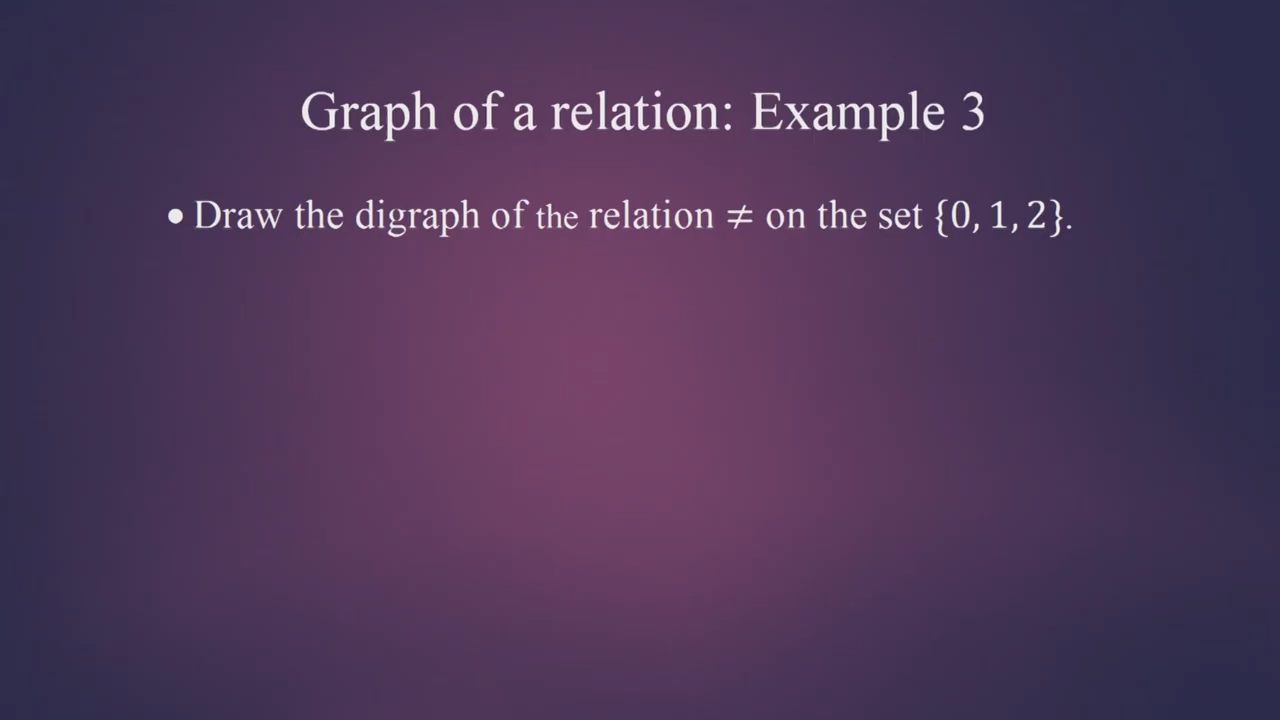 Graph of a relation: Example 3
• Draw the digraph of the relation ≠ on the set {0, 1, 2}.